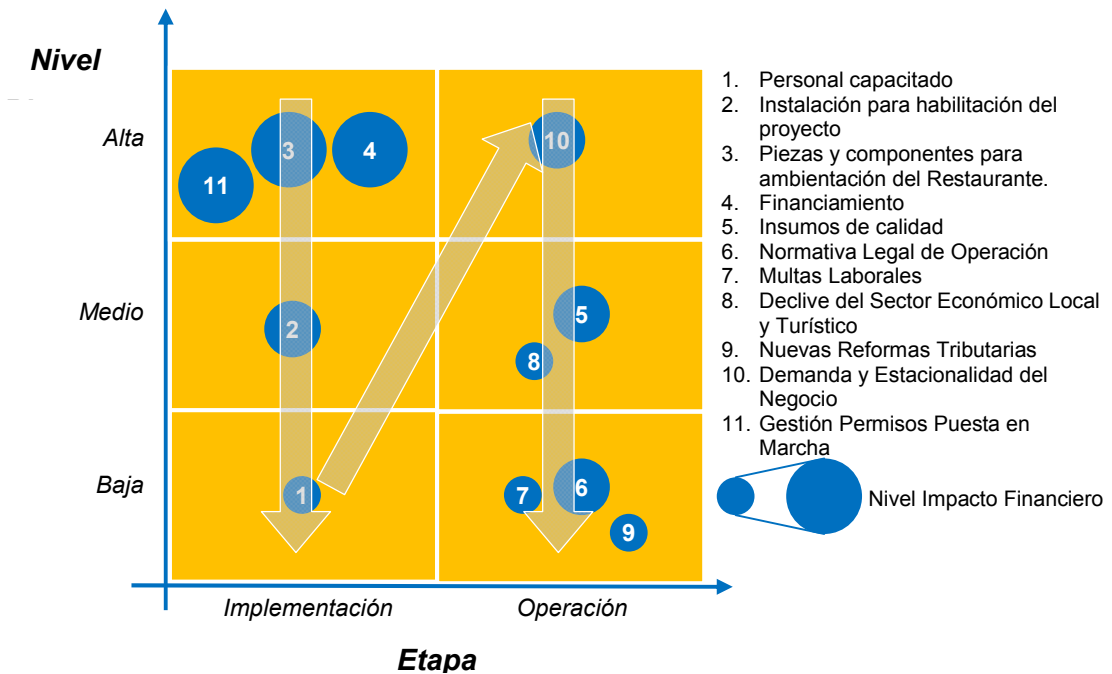 Nivel
Alta
Medio
Baja
11
3
4
10
2
5
8
1
7
6
9
Implementación
Operación
Etapa
1. Personal capacitado
2. Instalación para habilitación del
proyecto
3. Piezas y componentes para
ambientación del Restaurante.
4. Financiamiento
5. Insumos de calidad
6. Normativa Legal de Operación
7. Multas Laborales
8. Declive del Sector Económico Local
y Turístico
9. Nuevas Reformas Tributarias
10. Demanda y Estacionalidad del
Negocio
11. Gestión Permisos Puesta en
Marcha
Nivel Impacto Financiero